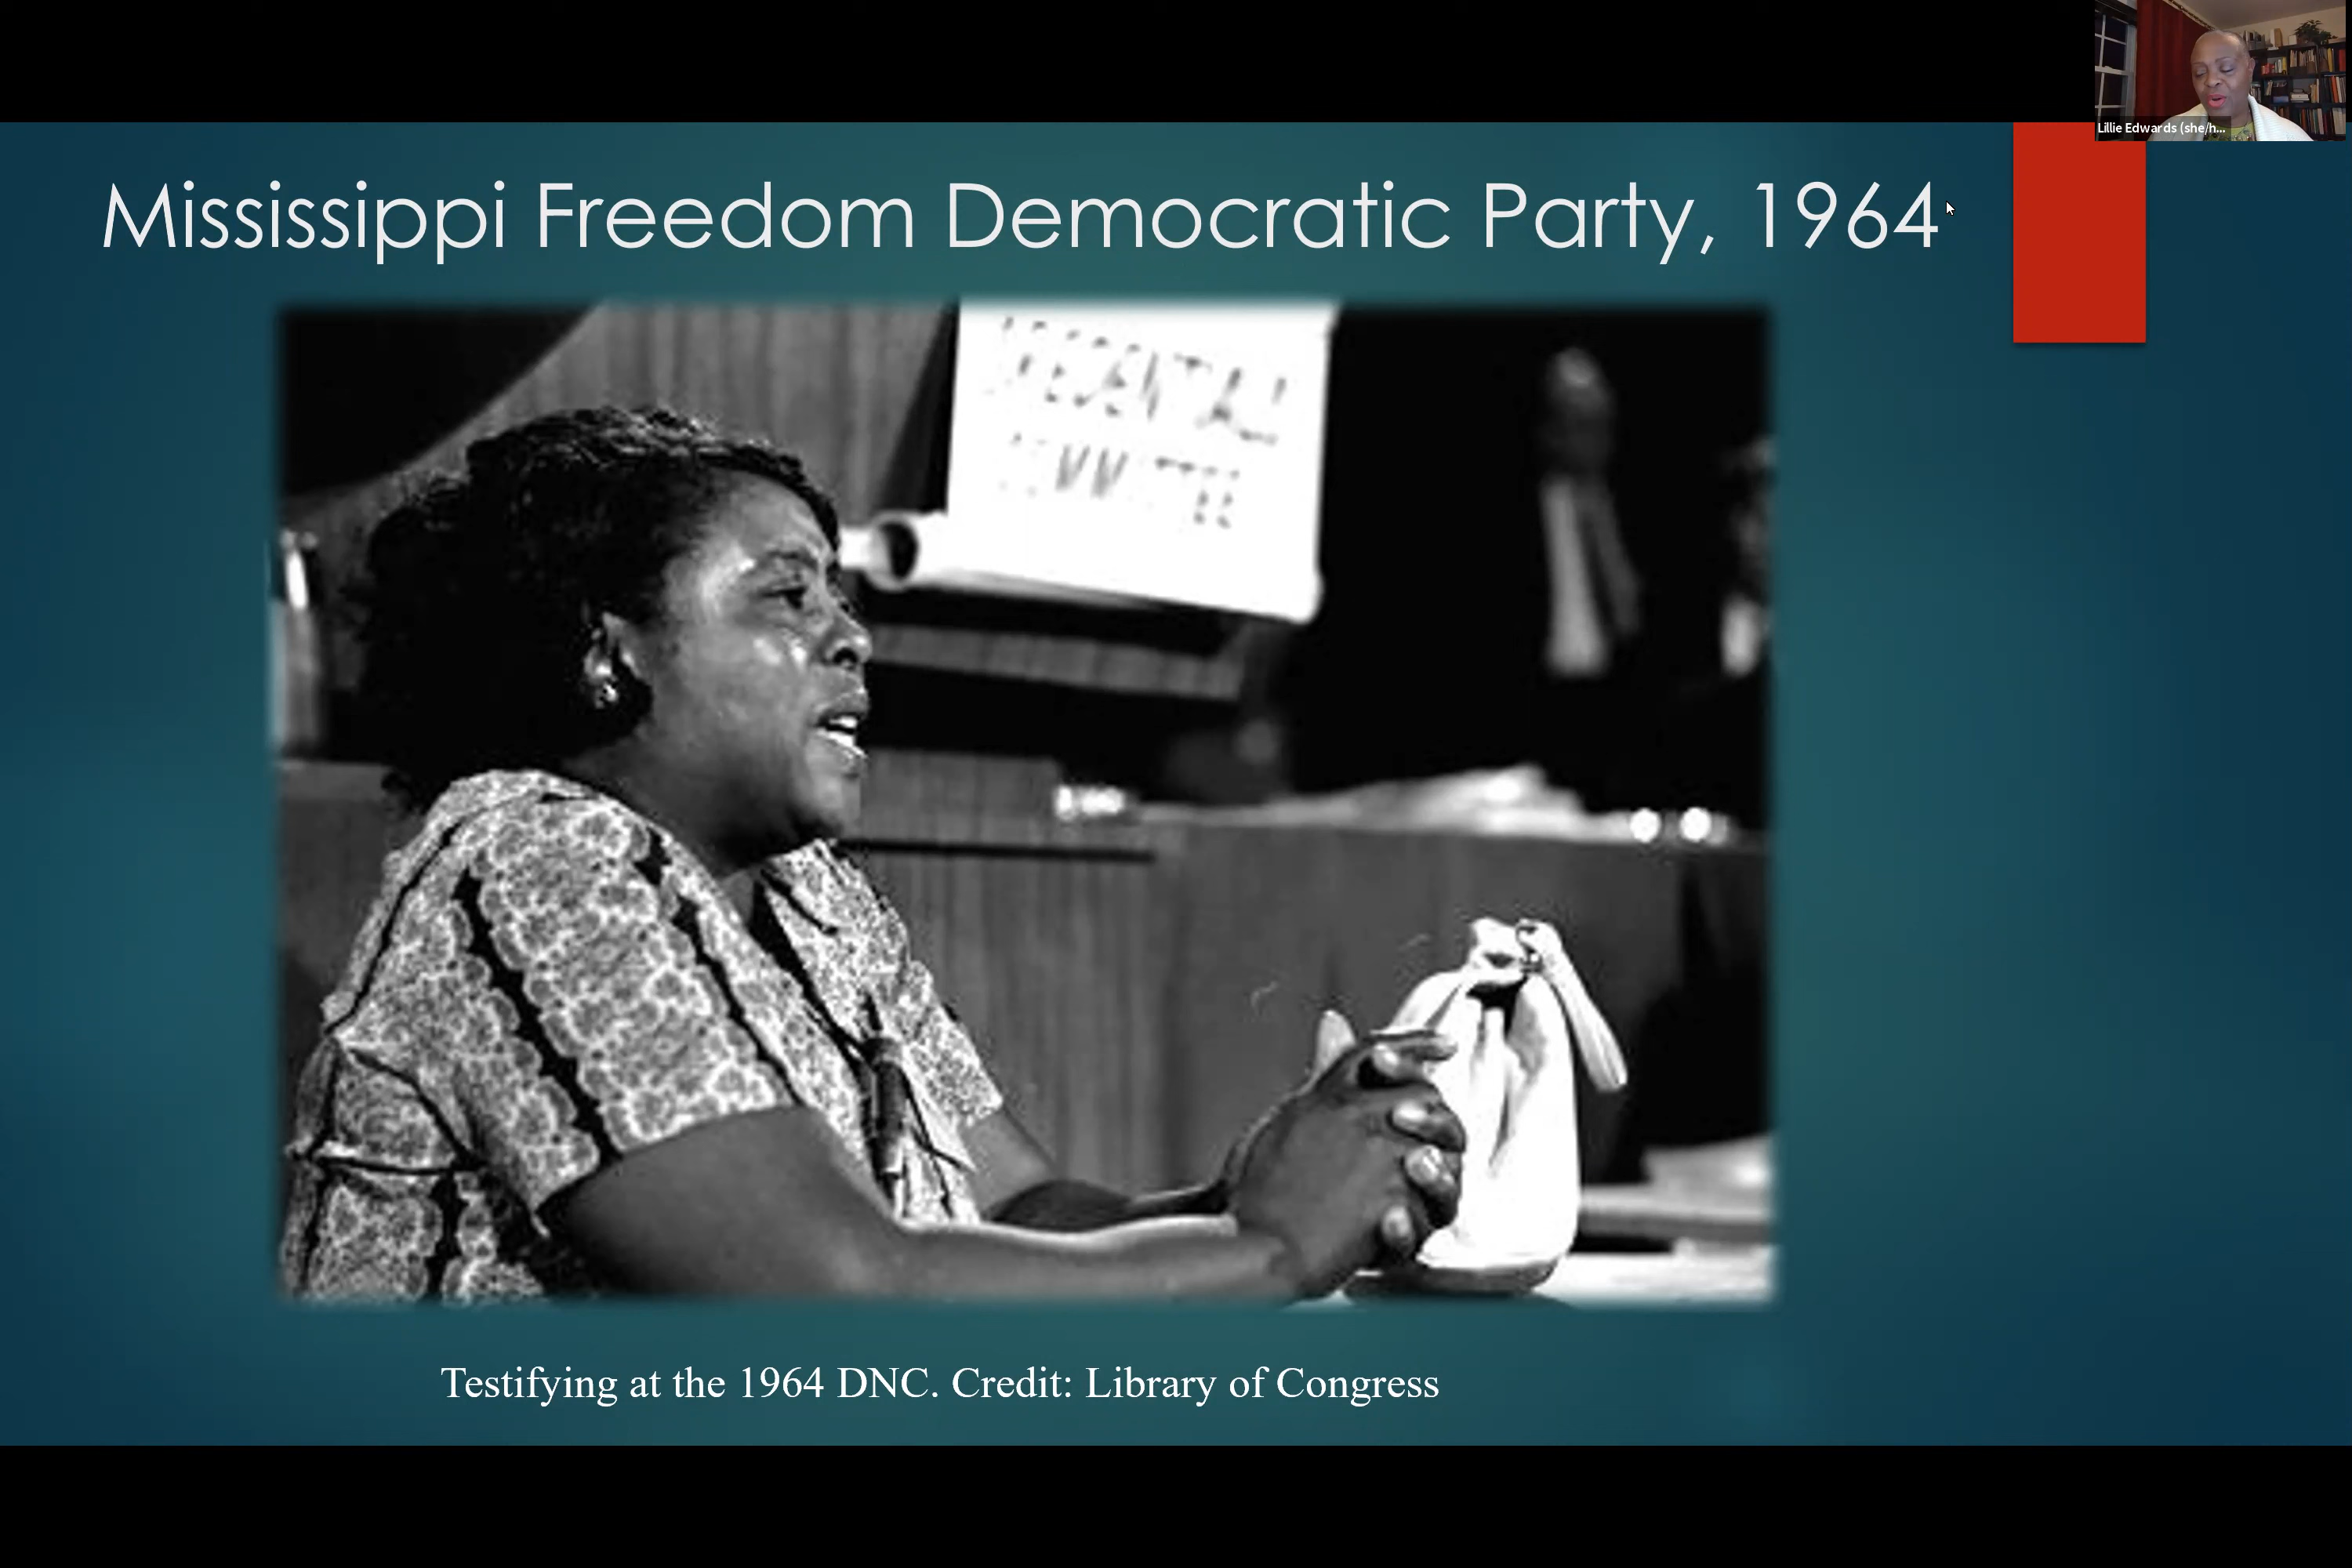 Lillie Edwards (she/h...
Mississippi Freedom Democratic Party, 1964
Testifying at the 1964 DNC. Credit: Library of Congress